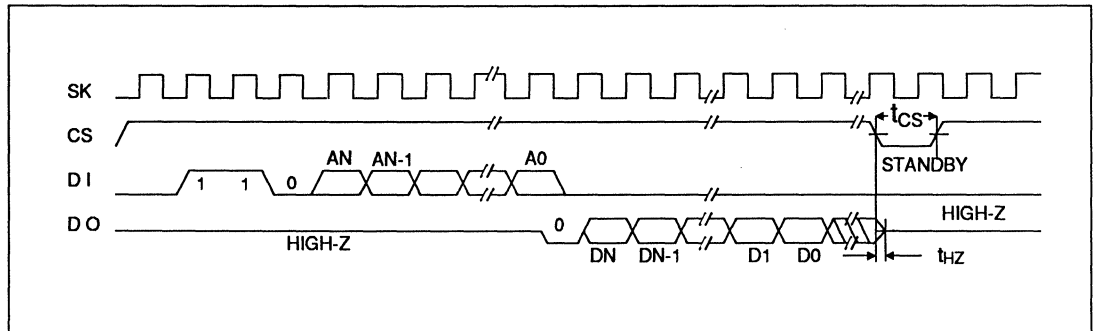 SK
CS
tCS
STANDBY
DI
1 1 0 AN AN-1 A0
DO
HIGH-Z
0 DN DN-1 D1 D0
HIGH-Z
tHZ